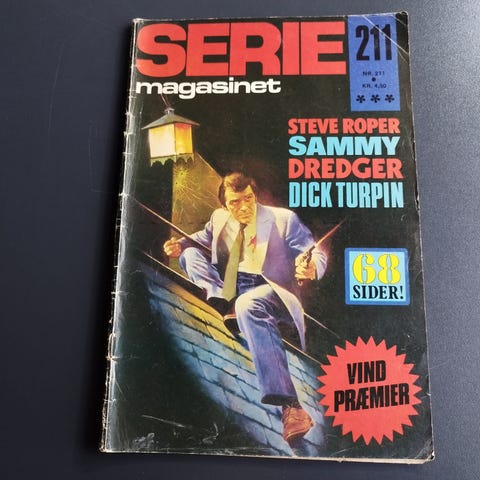 SERIE
magasinet
211
NR. 211
KR. 4,50
STEVE ROPER
SAMMY
DREDGER
DICK TURPIN
68
SIDER!
VIND
PRÆMIER